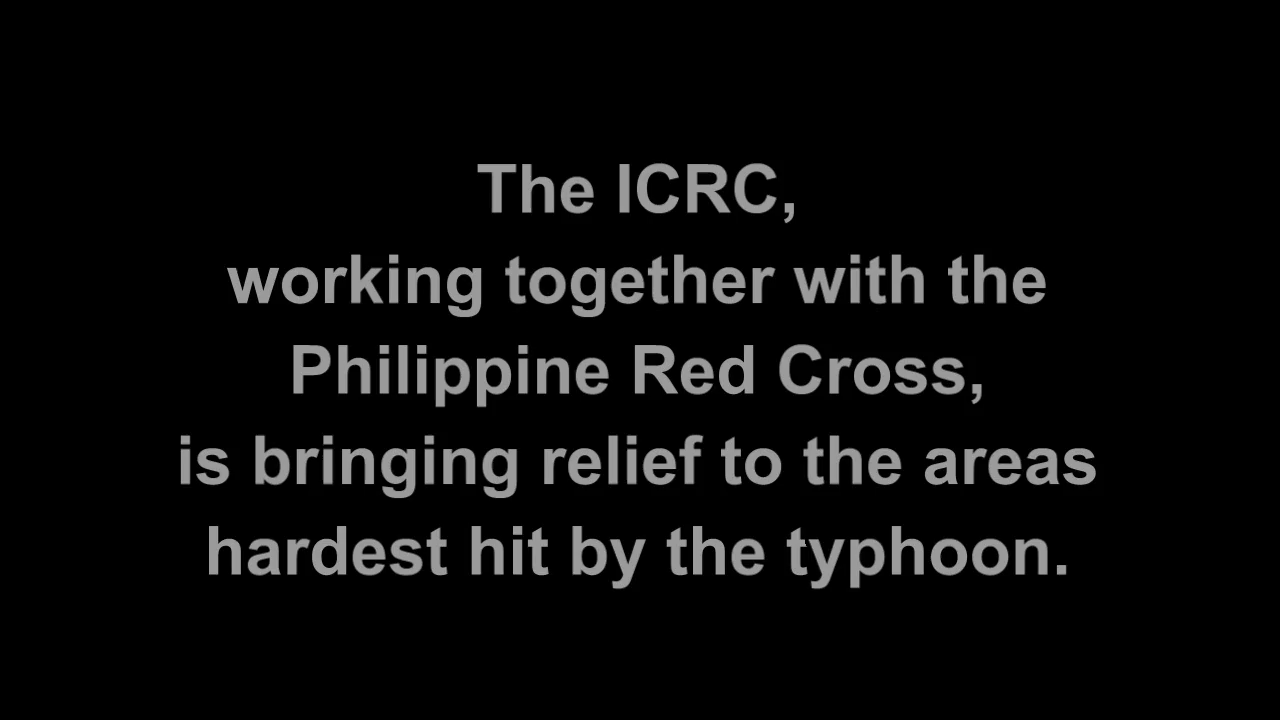 The ICRC,
working together with the
Philippine Red Cross,
is bringing relief to the areas
hardest hit by the typhoon.